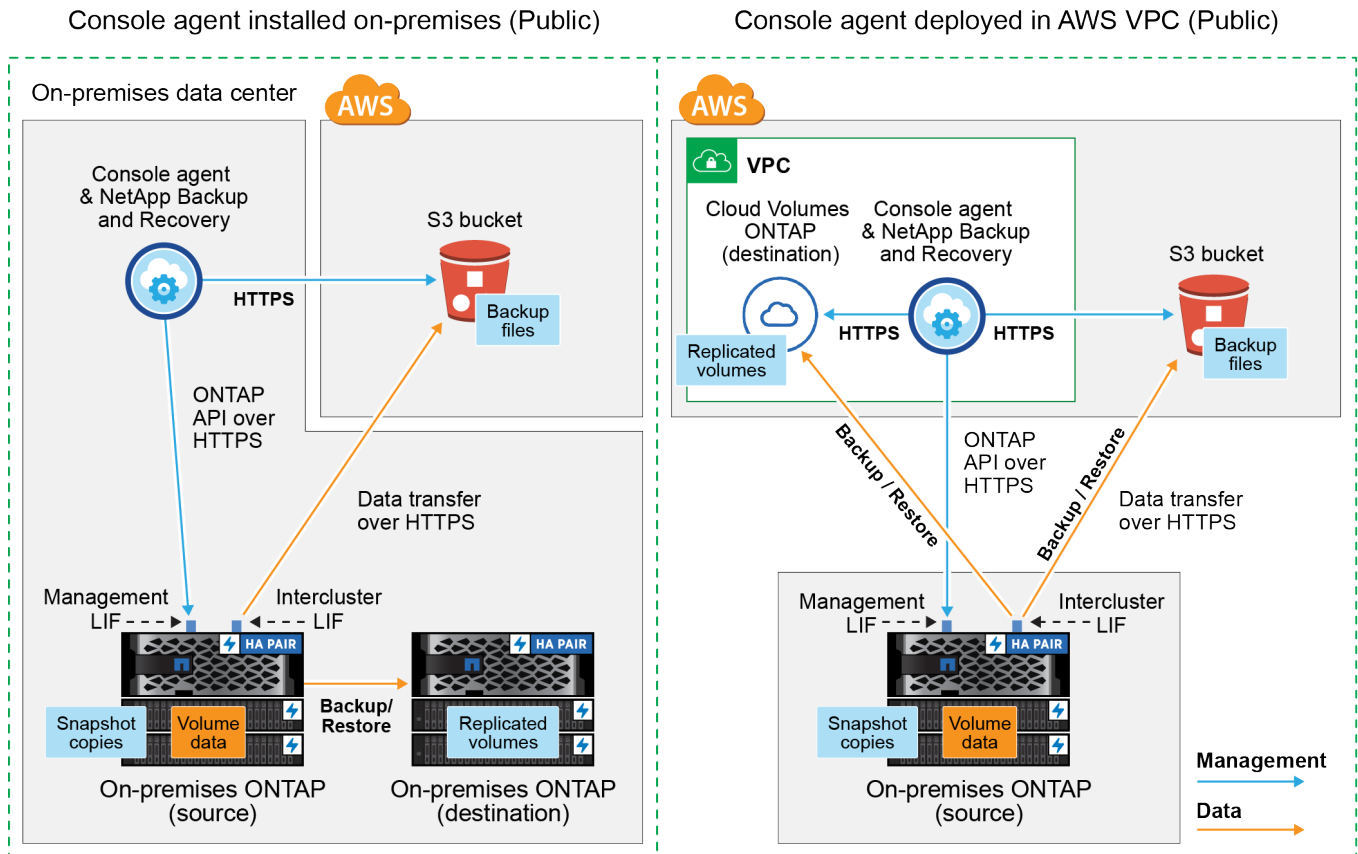 Console agent installed on-premises (Public)
On-premises data center
AWS
Console agent
& NetApp Backup
and Recovery
S3 bucket
HTTPS
Backup
files
ONTAP
API over
HTTPS
Data transfer
over HTTPS
Management
LIF
Intercluster
LIF
HA PAIR
HA PAIR
Backup/
Restore
Snapshot
copies
Volume
data
Replicated
volumes
On-premises ONTAP
(source)
On-premises ONTAP
(destination)
Console agent deployed in AWS VPC (Public)
AWS
VPC
Cloud Volumes
ONTAP
(destination)
Console agent
& NetApp Backup
and Recovery
S3 bucket
HTTPS
HTTPS
Replicated
volumes
Backup
files
Backup / Restore
ONTAP
API over
HTTPS
Backup / Restore
Data transfer
over HTTPS
Management
LIF
Intercluster
LIF
HA PAIR
Snapshot
copies
Volume
data
On-premises ONTAP
(source)
Management
Data